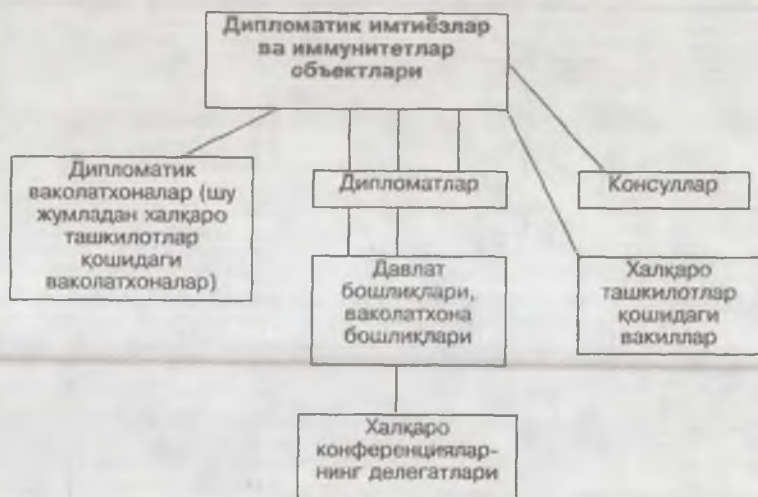 Дипломатик имтиёзлар
ва иммунитетлар
объектлари
Дипломатик
ваколатхоналар (шу
жумладан халқаро
ташкилотлар
қошидаги
ваколатхоналар)
Дипломатлар
Консуллар
Давлат
бошлиқлари,
ваколатхона
бошлиқлари
Халқаро
ташкилотлар
қошидаги
вакиллар
Халқаро
конференцияляр-
нинг делегатлари